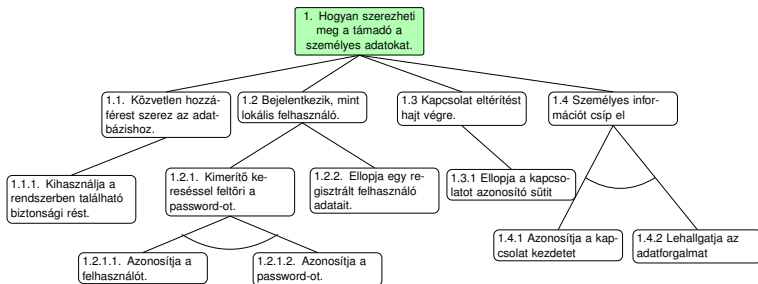 1. Hogyan szerezheti
meg a támadó a
személyes adatokat.
1.1. Közvetlen hozzá-
férest szerez az adat-
bázishoz.
1.2 Bejelentkezik, mint
lokális felhasználó.
1.3 Kapcsolat eltérítést
hajt végre.
1.4 Személyes infor-
mációt csíp el
1.1.1. Kihasználja a
rendszerben található
biztonsági rést.
1.2.1. Kimerítő ke-
reséssel feltöri a
password-ot.
1.2.2. Ellopja egy re-
gisztrált felhasználó
adatait.
1.3.1 Ellopja a kapcso-
latot azonosító sütit
1.2.1.1. Azonosítja a
felhasználót.
1.2.1.2. Azonosítja a
password-ot.
1.4.1 Azonosítja a kap-
csolat kezdetet
1.4.2 Lehallgatja az
adatforgalmat